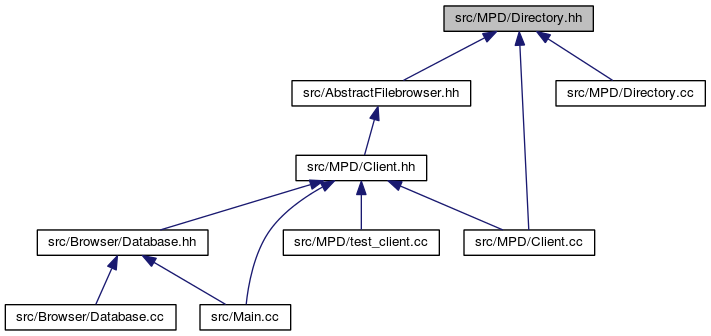 src/MPD/Directory.hh
src/AbstractFilebrowser.hh
src/MPD/Directory.cc
src/MPD/Client.hh
src/Browser/Database.hh
src/MPD/test_client.cc
src/MPD/Client.cc
src/Browser/Database.cc
src/Main.cc